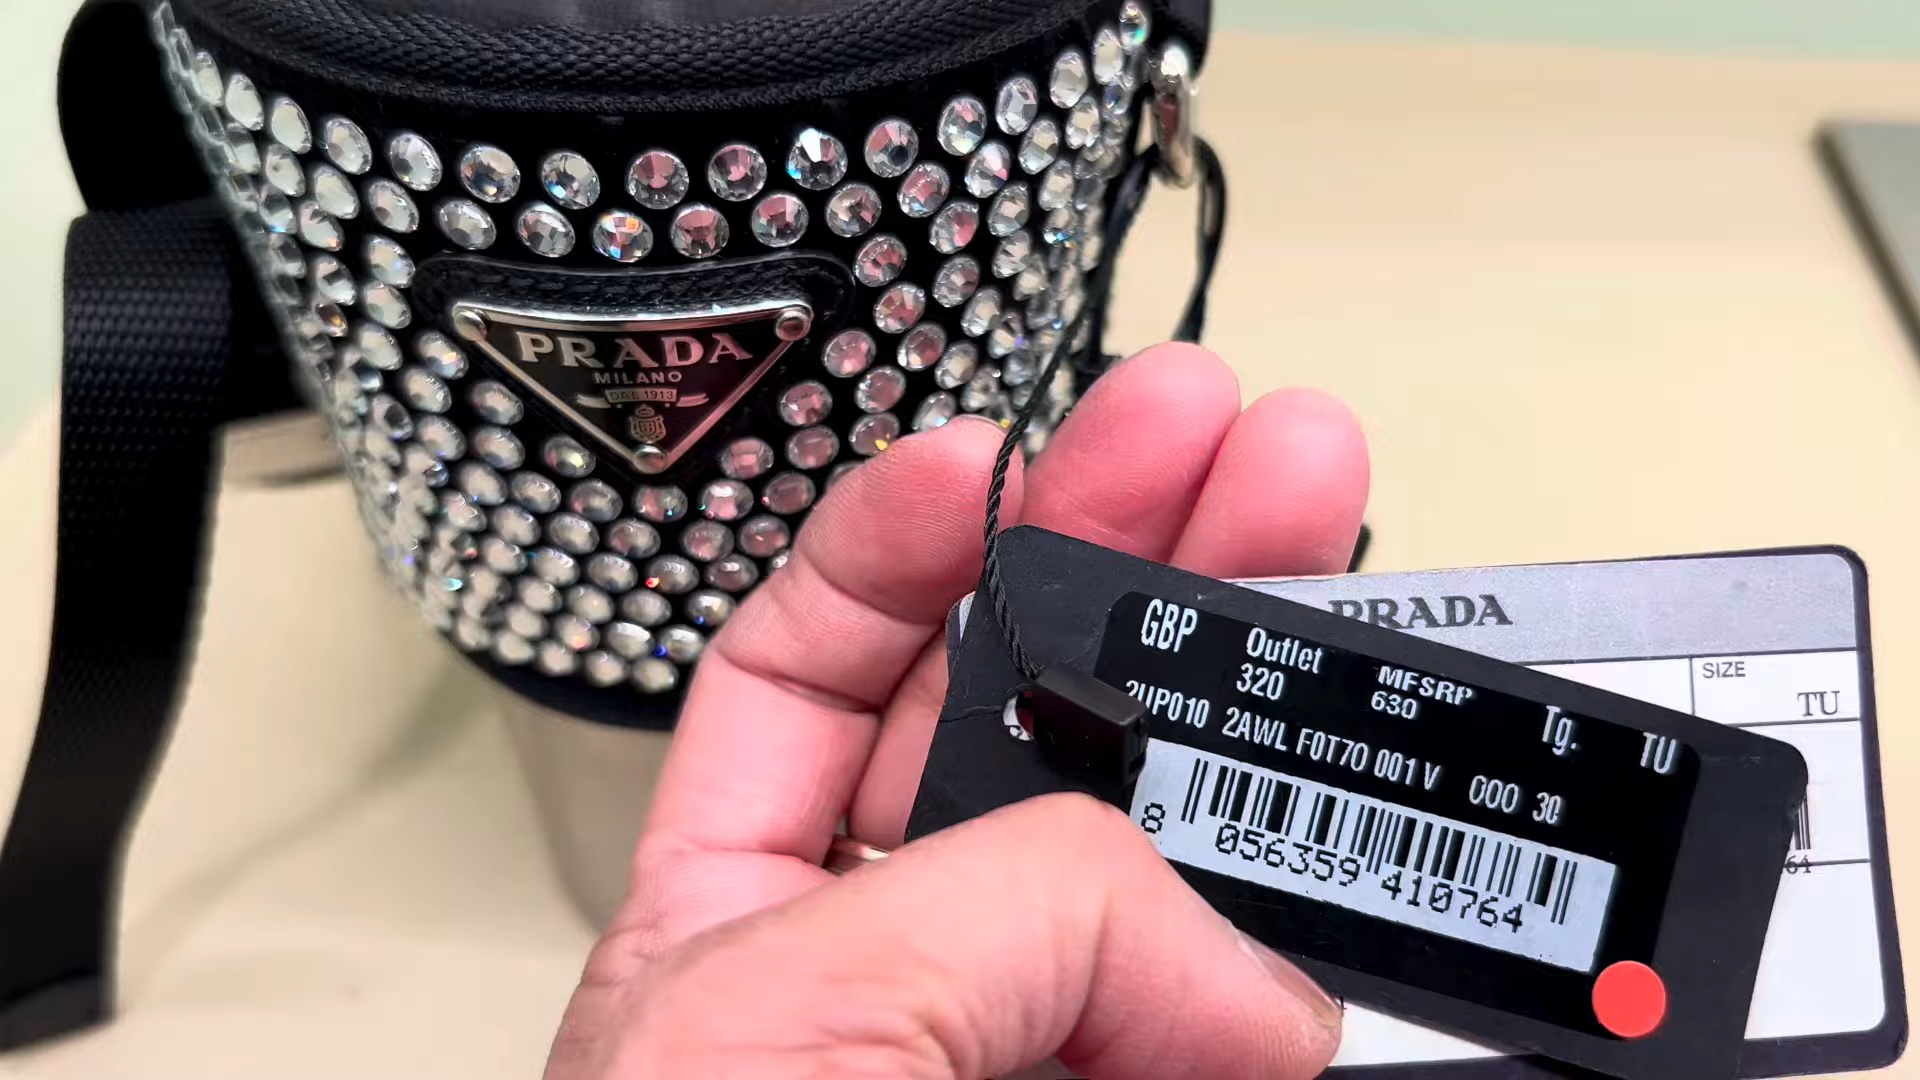 PRADA
MILANO
DAL 1913
PRADA
SIZE
TU
GBP Outlet MFSRP Tg. TU
320 630
2UP010 2AWL F0T70 001 V 000 30
8 056359 410764
64